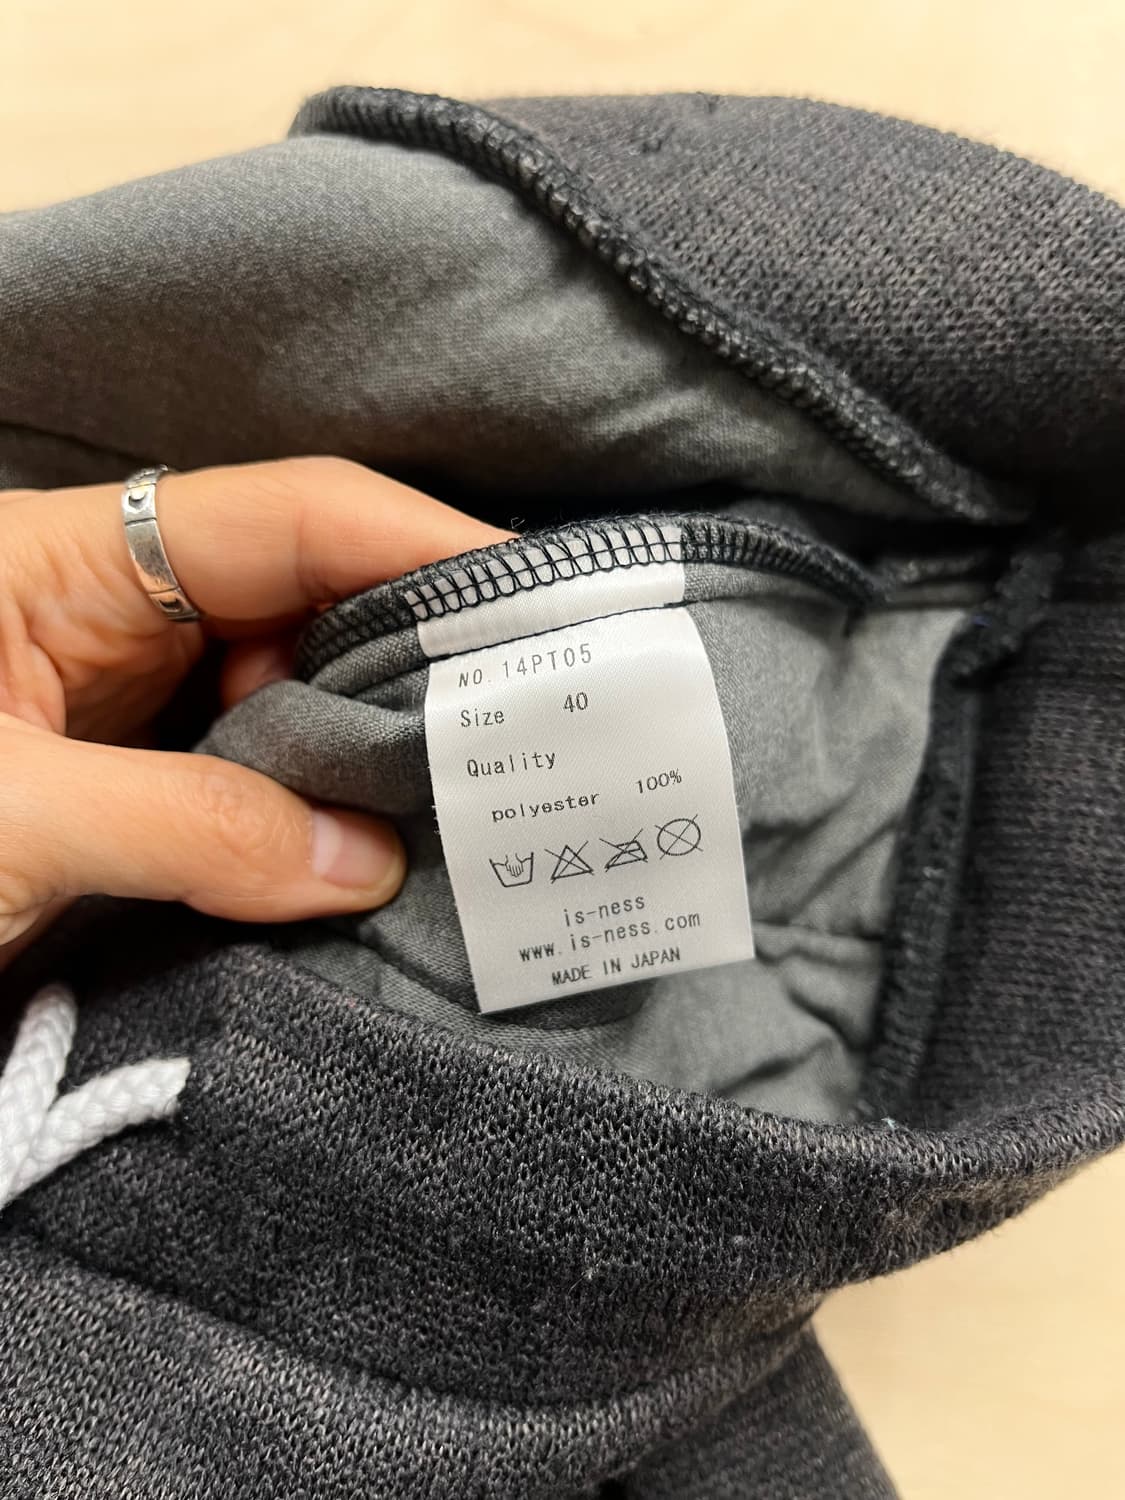 NO. 14PT05
Size 40
Quality
polyester 100%
is-ness
www.is-ness.com
MADE IN JAPAN